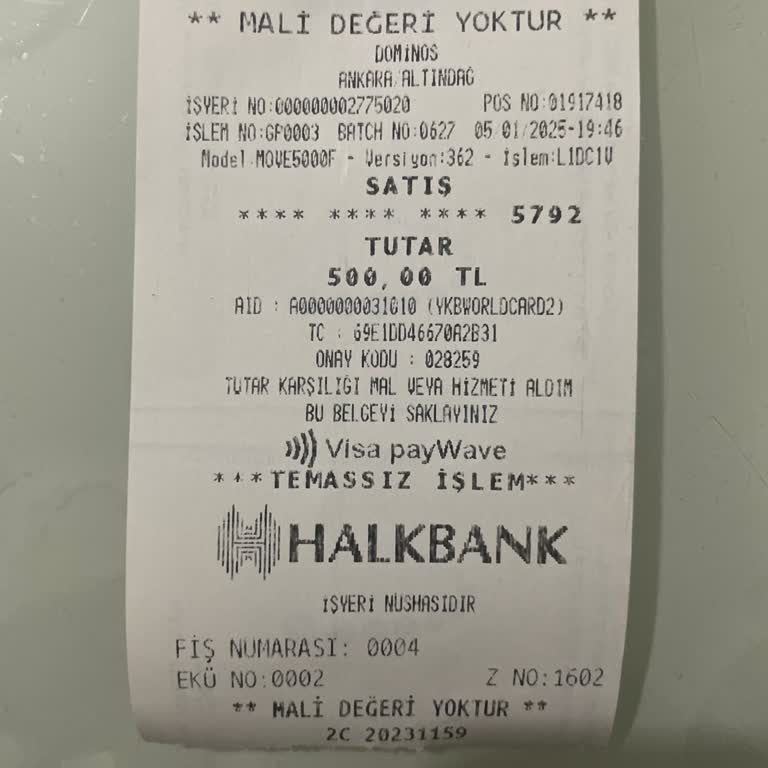 ** MALİ DEĞERİ YOKTUR **
DOMİNOS
ANKARA/ALTINDAĞ
İŞYERİ NO:000000002775020 POS NO:01917418
İŞLEM NO:GP0003 BATCH NO:0627 05/01/2025-19:46
Model:MOVE5000F - Versiyon:362 - İşlem:L1DC1V
SATIŞ
**** **** **** 5792
TUTAR
500,00 TL
AID : A0000000031010 (YKBWORLDCARD2)
TC : 69E1DD46670A2B31
ONAY KODU : 028259
TUTAR KARŞILIĞI MAL VEYA HİZMETİ ALDIM
BU BELGEYİ SAKLAYINIZ
Visa payWave
***TEMASSIZ İŞLEM***
HALKBANK
İŞYERİ NÜSHASIDIR
FİŞ NUMARASI: 0004
EKÜ NO:0002 Z NO:1602
** MALİ DEĞERİ YOKTUR **
2C 20231159